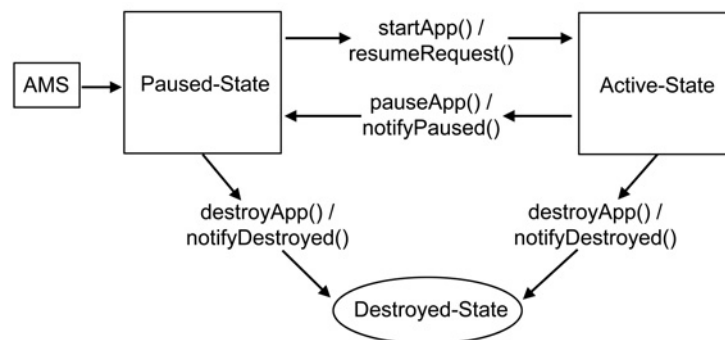 startApp() /
resumeRequest()
AMS
Paused-State
Active-State
pauseApp() /
notifyPaused()
destroyApp() /
notifyDestroyed()
destroyApp() /
notifyDestroyed()
Destroyed-State